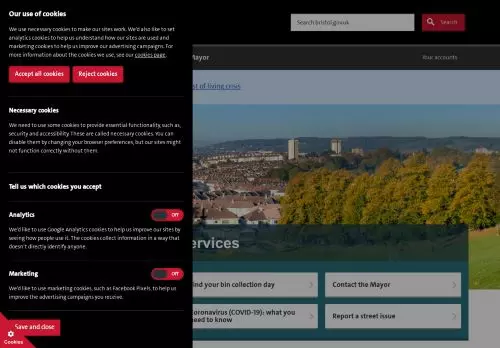 Our use of cookies
We use necessary cookies to make our sites work. We'd also like to set
analytics cookies to help us understand how our sites are used and
marketing cookies to help us improve our advertising campaigns. For
more information about the cookies we use, see our cookies page.
Accept all cookies
Reject cookies
Search bristol.gov.uk
Search
Mayor
Your accounts
st of living crisis
Necessary cookies
We need to use some cookies to provide essential functionality, such as,
security and accessibility. These are called necessary cookies. You can
disable them by changing your browser preferences, but our sites might
not function correctly without them.
Tell us which cookies you accept
Analytics
Off
We'd like to use Google Analytics cookies to help us improve our sites by
seeing how people use it. The cookies collect information in a way that
doesn't directly identify anyone.
ervices
Marketing
Off
We'd like to use marketing cookies, such as Facebook Pixels, to help us
improve the advertising campaigns you receive.
ind your bin collection day
Contact the Mayor
oronavirus (COVID-19): what you
eed to know
Report a street issue
Save and close
Cookies